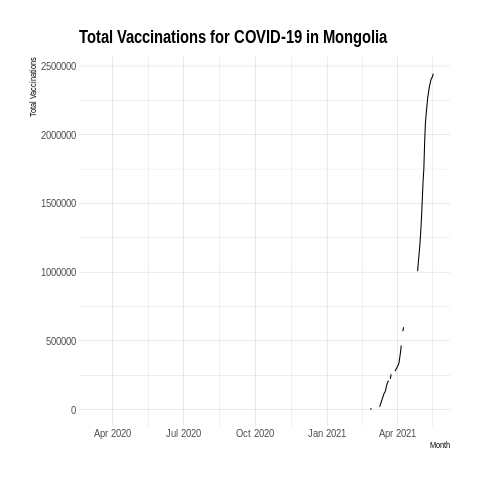 Total Vaccinations for COVID-19 in Mongolia
Total Vaccinations
2500000
2000000
1500000
1000000
500000
0
Apr 2020 Jul 2020 Oct 2020 Jan 2021 Apr 2021
Month